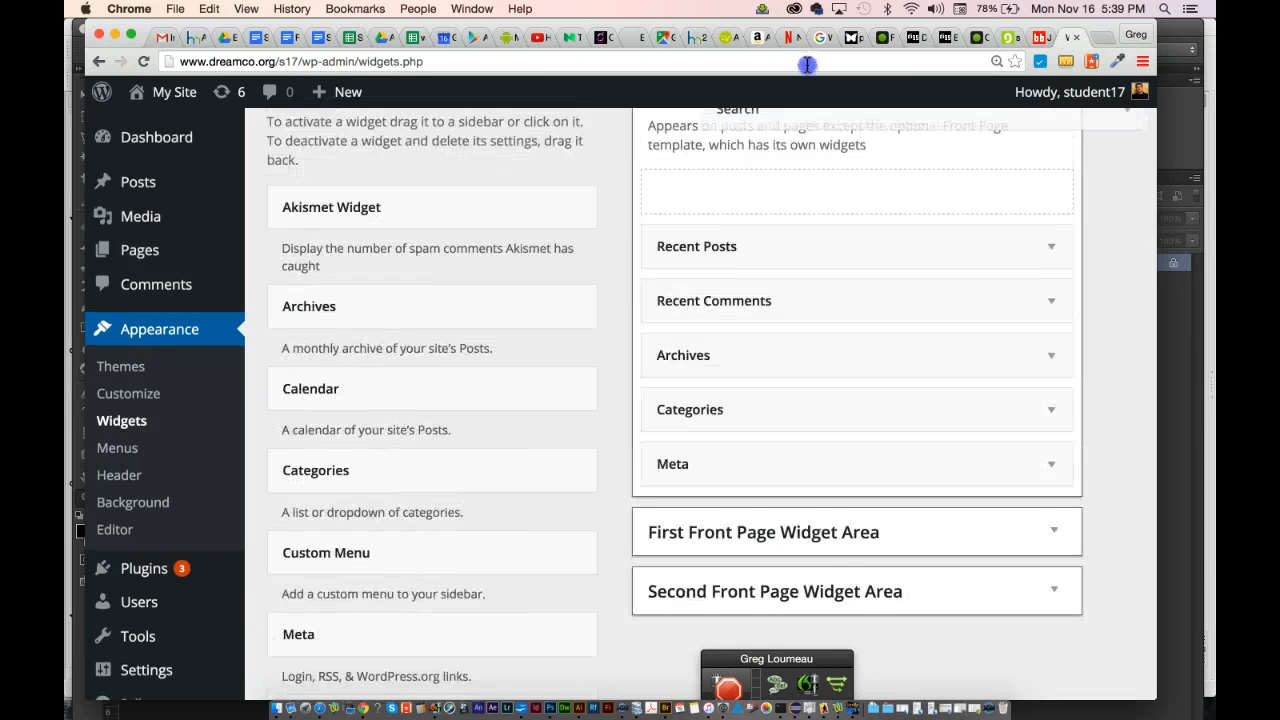 Chrome File Edit View History Bookmarks People Window Help 78% Mon Nov 16 5:39 PM
Greg
www.dreamco.org/s17/wp-admin/widgets.php
My Site 6 0 New Howdy, student17
Dashboard
Posts
Media
Pages
Comments
Appearance
Themes
Customize
Widgets
Menus
Header
Background
Editor
Plugins 3
Users
Tools
Settings
To activate a widget drag it to a sidebar or click on it.
To deactivate a widget and delete its settings, drag it
back.
Akismet Widget
Display the number of spam comments Akismet has
caught
Archives
A monthly archive of your site's Posts.
Calendar
A calendar of your site's Posts.
Categories
A list or dropdown of categories.
Custom Menu
Add a custom menu to your sidebar.
Meta
Login, RSS, & WordPress.org links.
Search
Appears on posts and pages except the optional Front Page
template, which has its own widgets
Recent Posts
Recent Comments
Archives
Categories
Meta
First Front Page Widget Area
Second Front Page Widget Area
Greg Loumeau